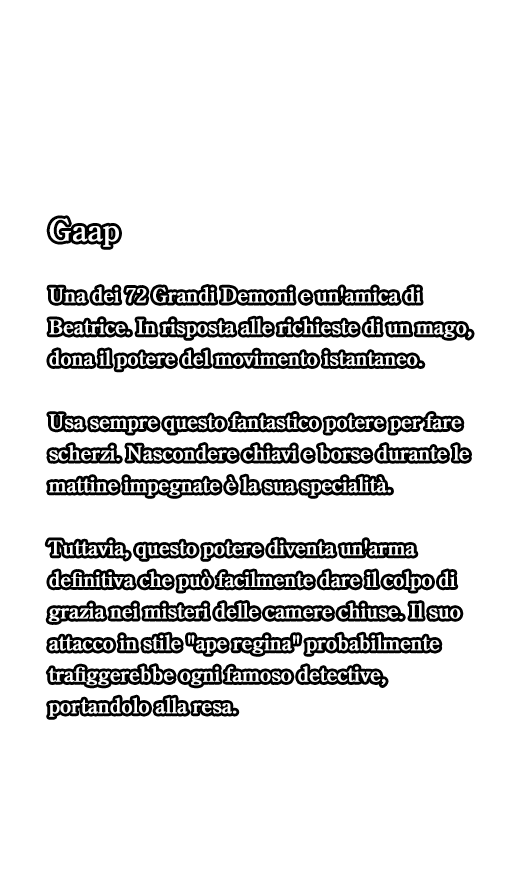 Gaap
Una dei 72 Grandi Demoni e un'amica di
Beatrice. In risposta alle richieste di un mago,
dona il potere del movimento istantaneo.
Usa sempre questo fantastico potere per fare
scherzi. Nascondere chiavi e borse durante le
mattine impegnate è la sua specialità.
Tuttavia, questo potere diventa un'arma
definitiva che può facilmente dare il colpo di
grazia nei misteri delle camere chiuse. Il suo
attacco in stile "ape regina" probabilmente
trafiggerebbe ogni famoso detective,
portandolo alla resa.